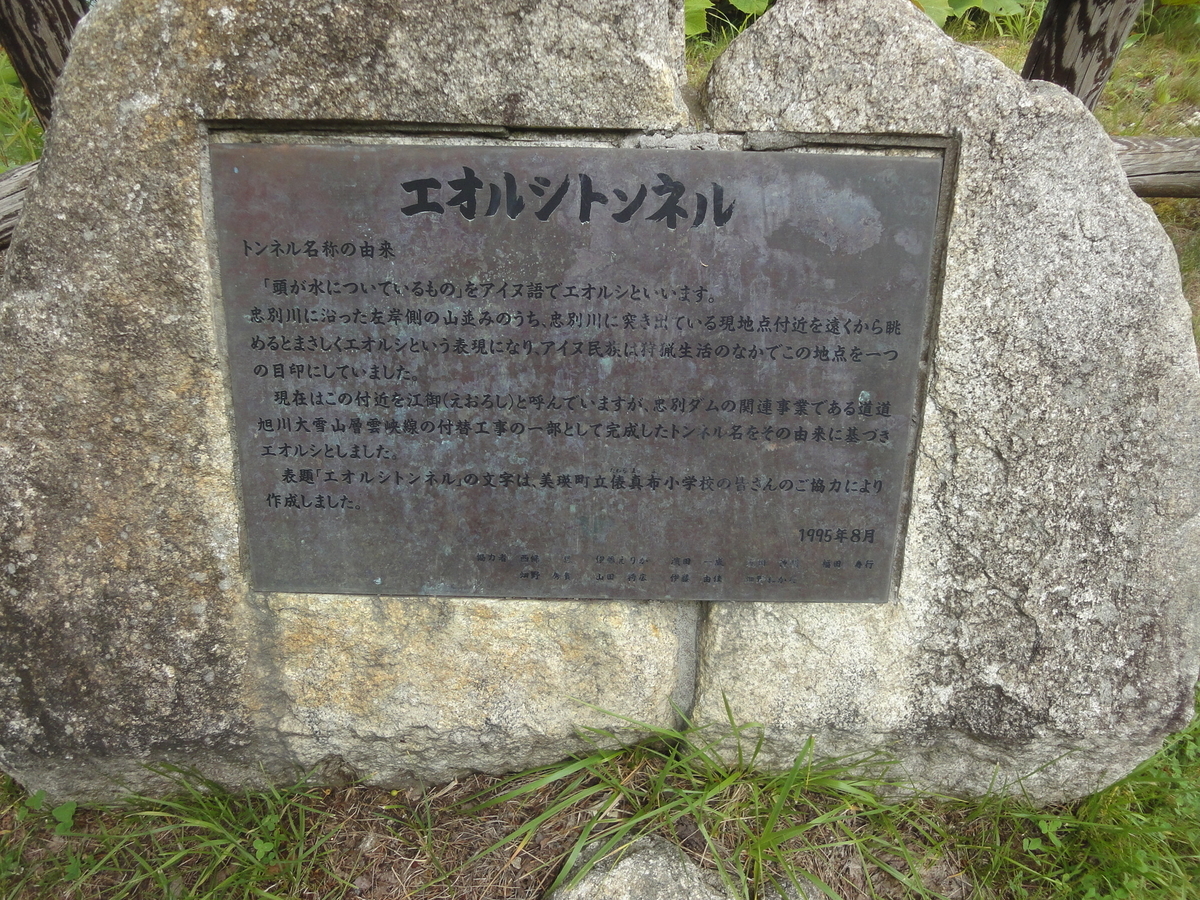 エオルシトンネル
トンネル名称の由来
「頭が水についているもの」をアイヌ語でエオルシといいます。
忠別川に沿った左岸側の山並みのうち、忠別川に突き出ている現地点付近を遠くから眺
めるとまさしくエオルシという表現になり、アイヌ民族は狩猟生活のなかでこの地点を一つ
の目印にしていました。
現在はこの付近を江御(えおろし)と呼んでいますが、忠別ダムの関連事業である道道
旭川大雪山層雲峡線の付替工事の一部として完成したトンネル名をその由来に基づき
エオルシとしました。
表題「エオルシトンネル」の文字は、美瑛町立俵真布小学校の皆さんのご協力により
作成しました。
1995年8月
協力者
山田